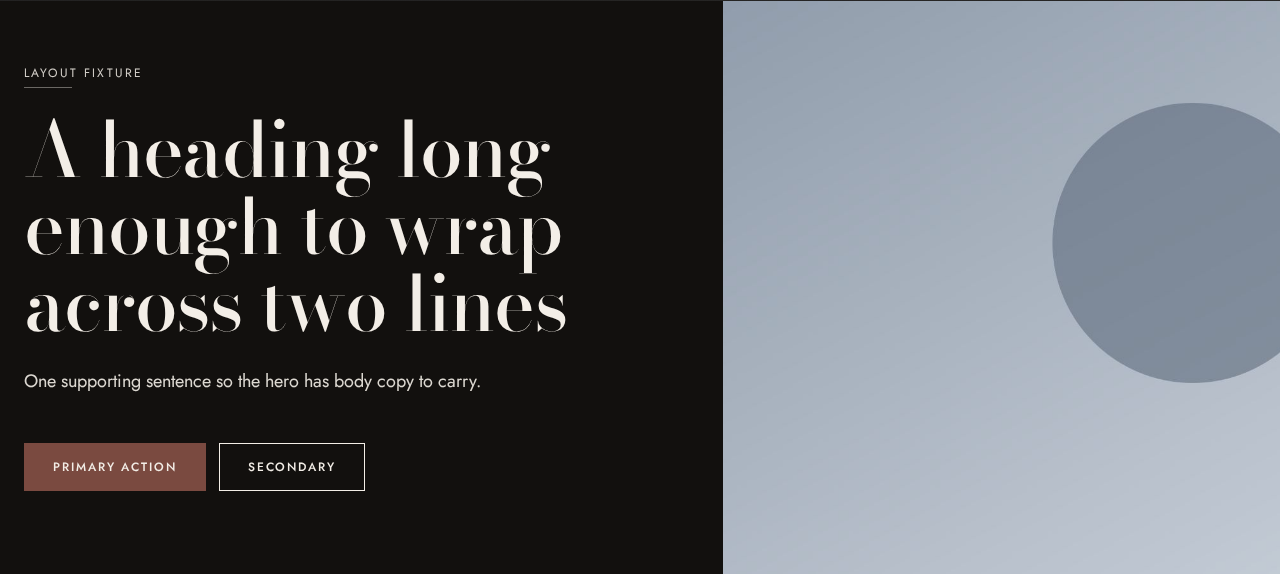 LAYOUT FIXTURE
A heading long
enough to wrap
across two lines
One supporting sentence so the hero has body copy to carry.
PRIMARY ACTION
SECONDARY